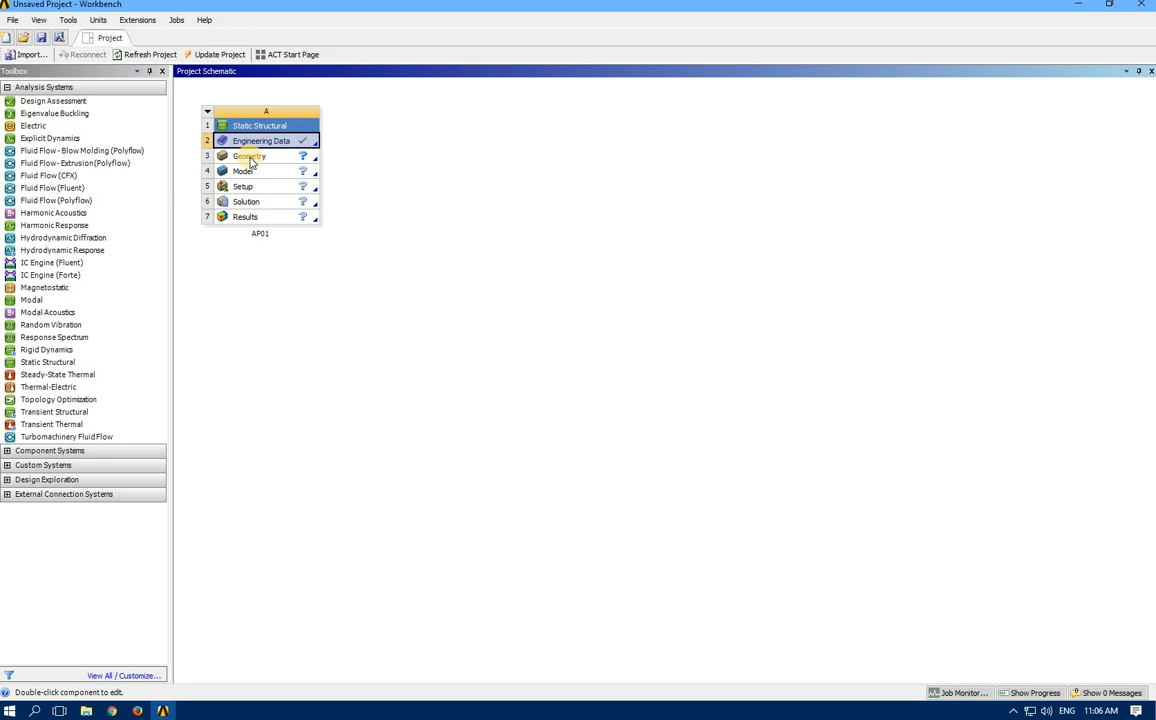 Unsaved Project - Workbench
File View Tools Units Extensions Jobs Help
Project
Import... Reconnect Refresh Project Update Project ACT Start Page
Toolbox
Project Schematic
Analysis Systems
Design Assessment
Eigenvalue Buckling
Electric
Explicit Dynamics
Fluid Flow - Blow Molding (Polyflow)
Fluid Flow- Extrusion(Polyflow)
Fluid Flow (CFX)
Fluid Flow (Fluent)
Fluid Flow (Polyflow)
Harmonic Acoustics
Harmonic Response
Hydrodynamic Diffraction
Hydrodynamic Response
IC Engine (Fluent)
IC Engine (Forte)
Magnetostatic
Modal
Modal Acoustics
Random Vibration
Response Spectrum
Rigid Dynamics
Static Structural
Steady-State Thermal
Thermal-Electric
Topology Optimization
Transient Structural
Transient Thermal
Turbomachinery Fluid Flow
Component Systems
Custom Systems
Design Exploration
External Connection Systems
View All / Customize...
A
1 Static Structural
2 Engineering Data
3 Geometry ?
4 Model ?
5 Setup ?
6 Solution ?
7 Results ?
AP01
Double-click component to edit.
Job Monitor... Show Progress Show 0 Messages
ENG 11:06 AM